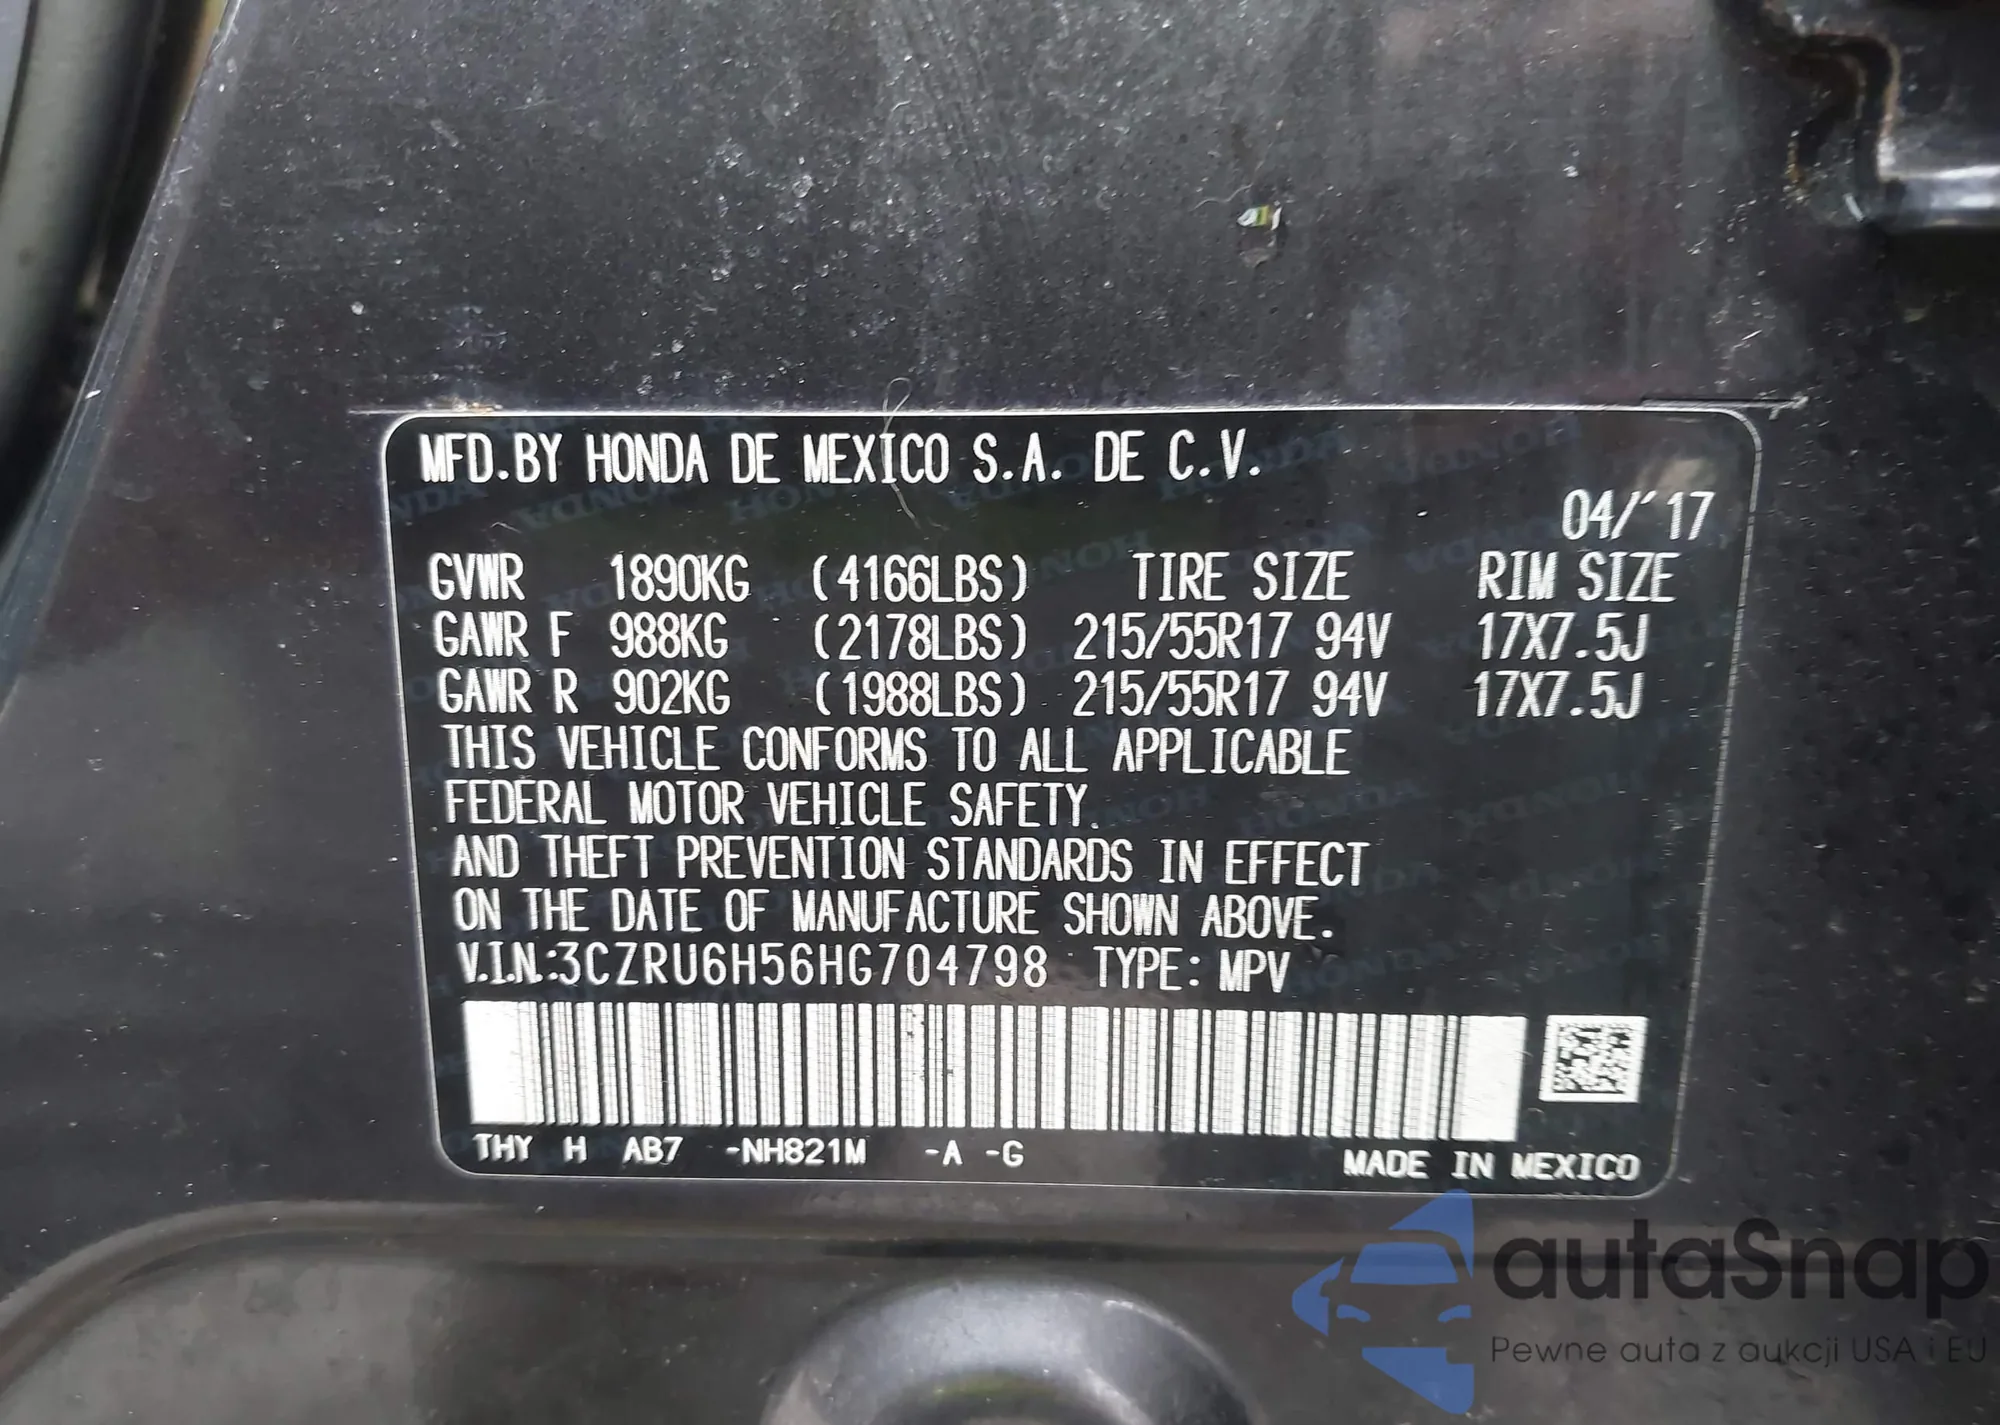 MFD.BY HONDA DE MEXICO S.A. DE C.V.
04/'17
GVWR 1890KG (4166LBS) TIRE SIZE RIM SIZE
GAWR F 988KG (2178LBS) 215/55R17 94V 17X7.5J
GAWR R 902KG (1988LBS) 215/55R17 94V 17X7.5J
THIS VEHICLE CONFORMS TO ALL APPLICABLE
FEDERAL MOTOR VEHICLE SAFETY
AND THEFT PREVENTION STANDARDS IN EFFECT
ON THE DATE OF MANUFACTURE SHOWN ABOVE.
V.I.N.:3CZRU6H56HG704798 TYPE: MPV
THY H AB7 -NH821M -A -G
MADE IN MEXICO
autaSnap
Pewne auta z aukcji USA i EU